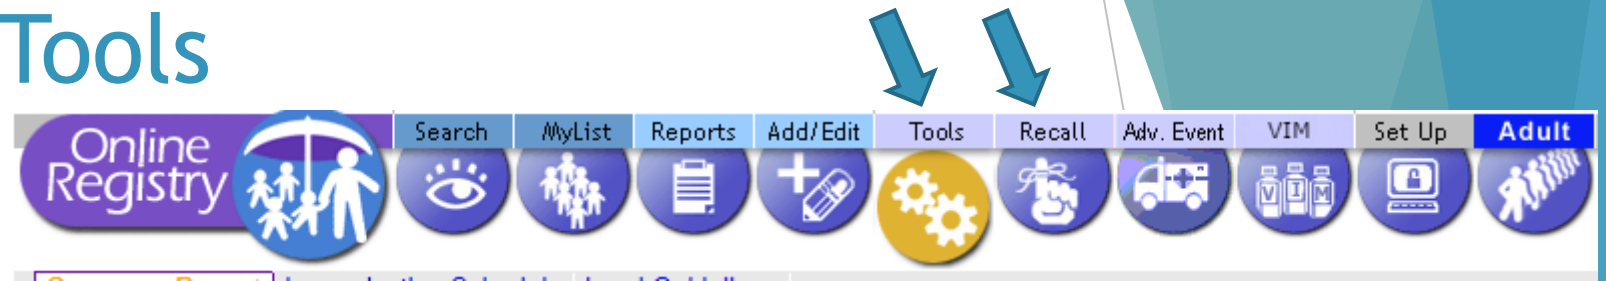 Tools
Online Registry
Search MyList Reports Add/Edit Tools Recall Adv. Event VIM Set Up Adult
V I M